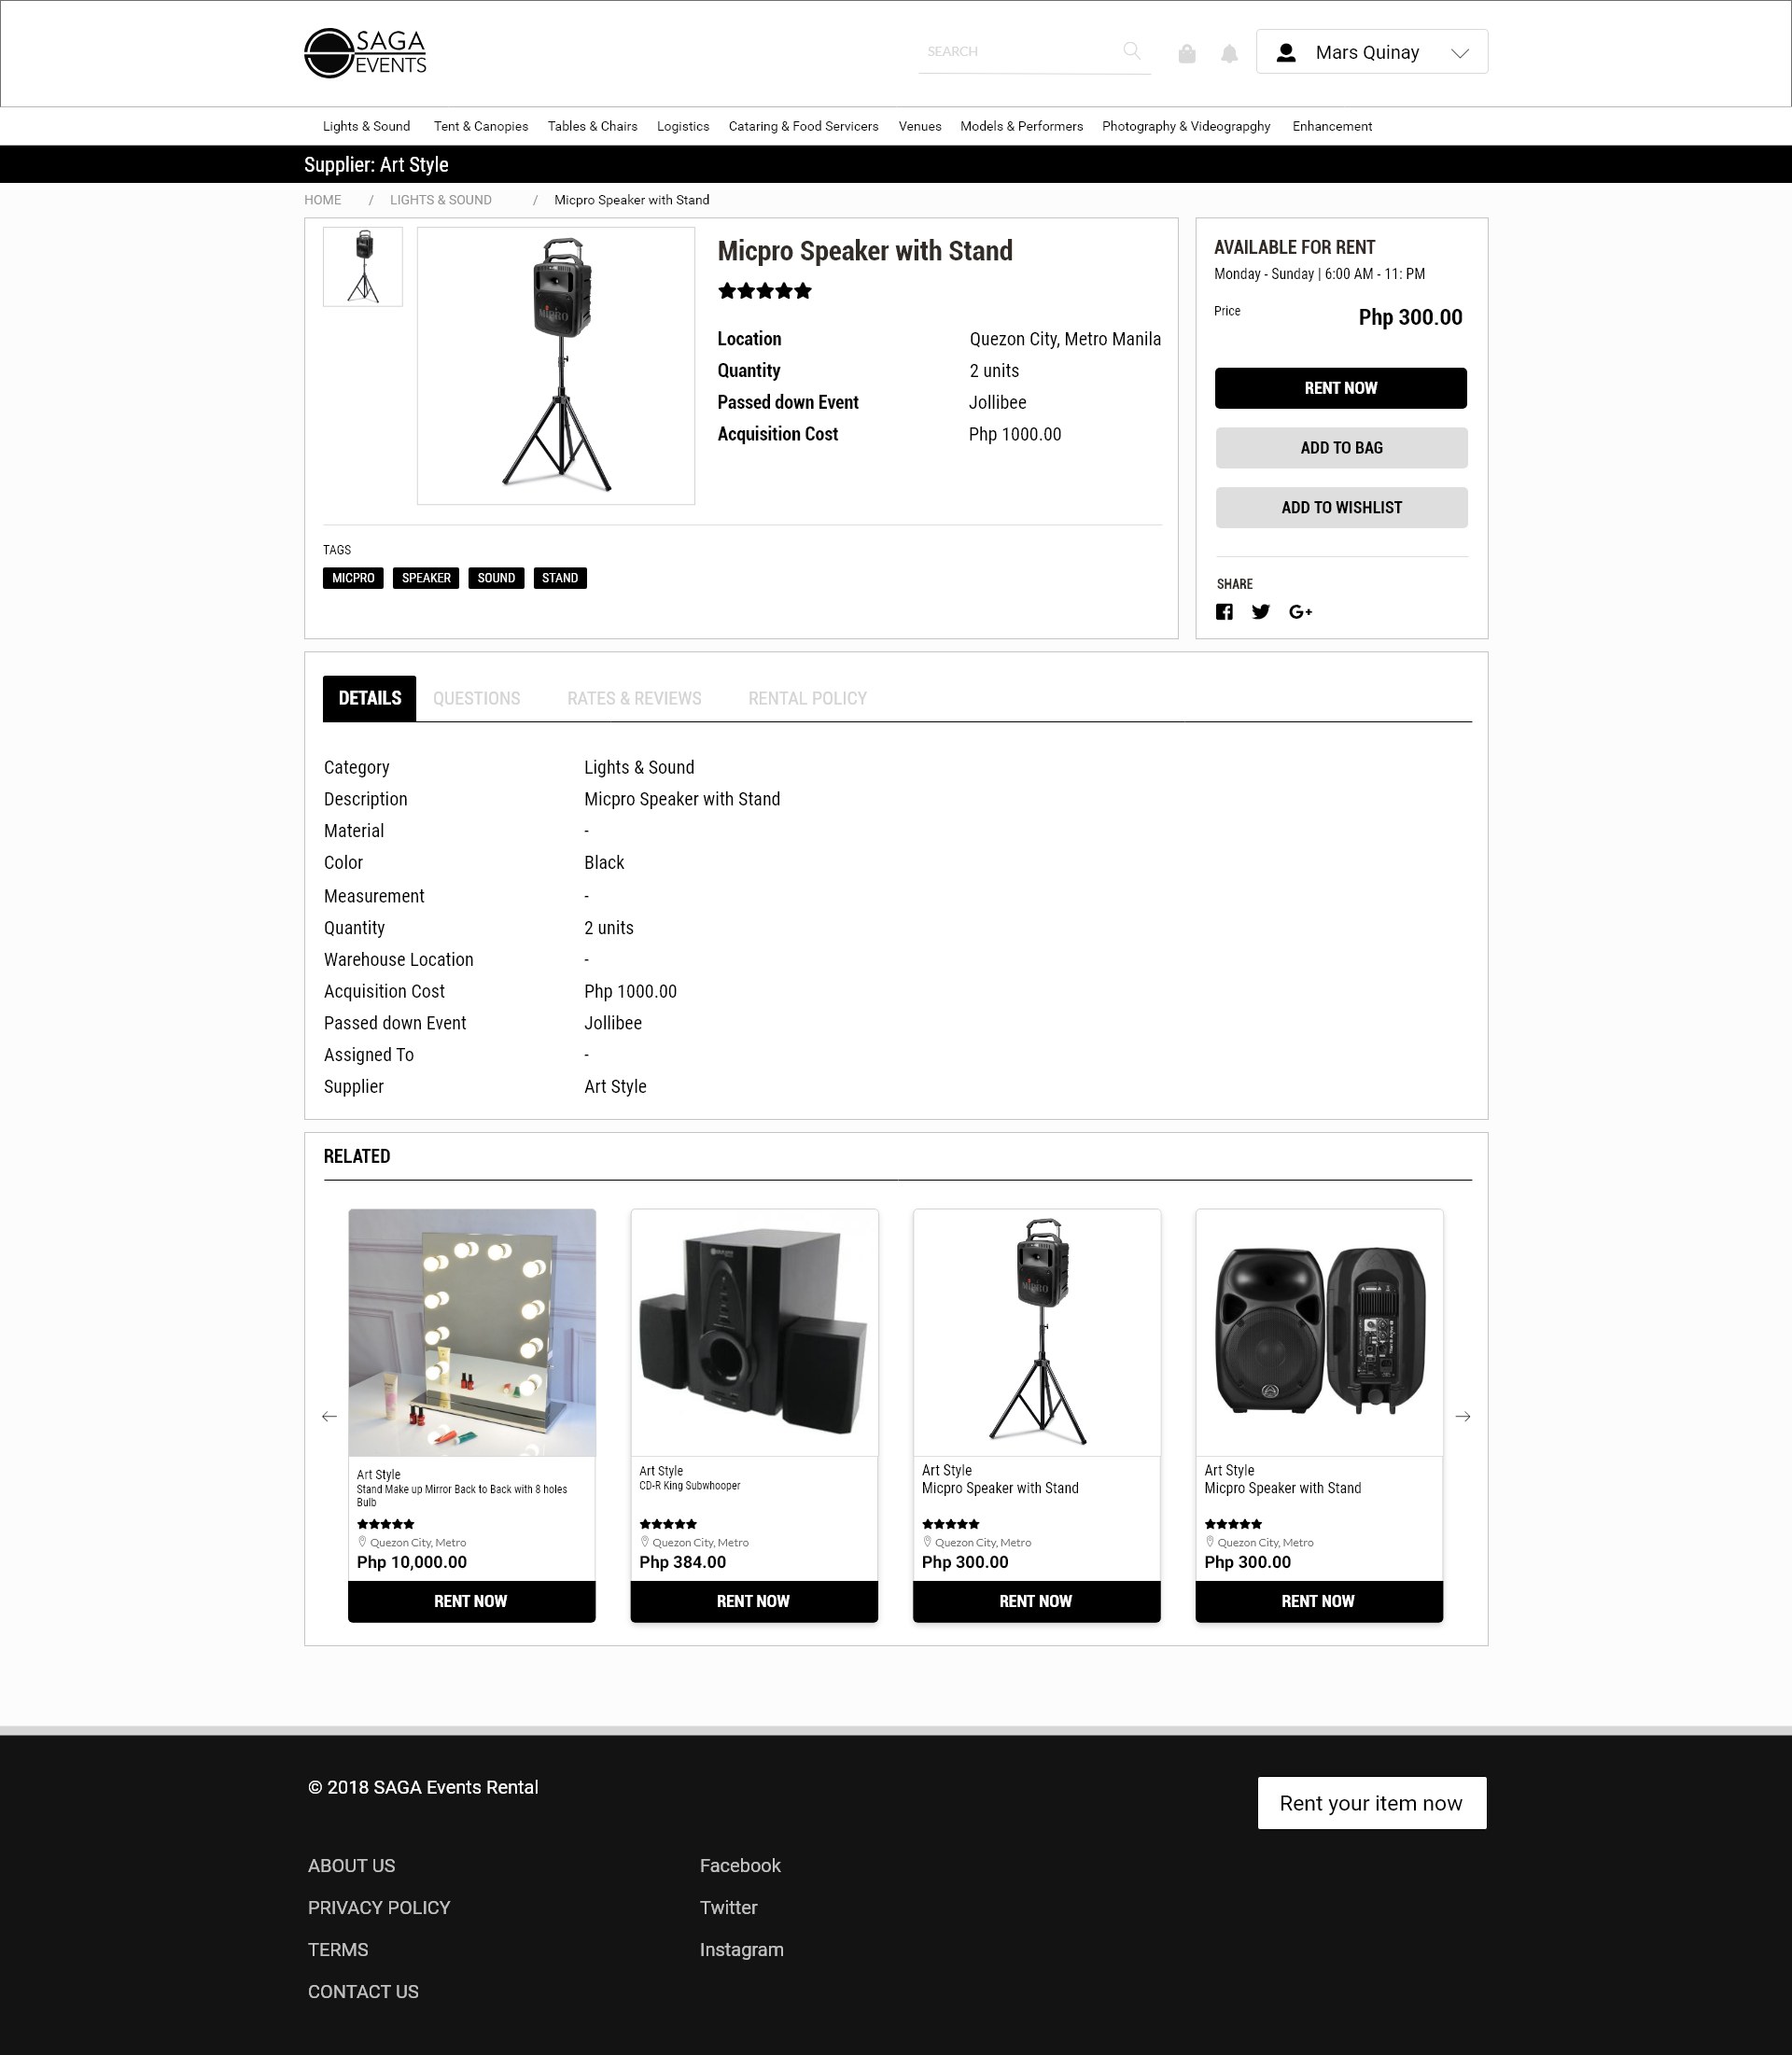 SAGA
EVENTS
SEARCH
Mars Quinay
Lights & Sound Tent & Canopies Tables & Chairs Logistics Cataring & Food Servicers Venues Models & Performers Photography & Videograpghy Enhancement
Supplier: Art Style
HOME / LIGHTS & SOUND / Micpro Speaker with Stand
MIPRO
Micpro Speaker with Stand
Location Quezon City, Metro Manila
Quantity 2 units
Passed down Event Jollibee
Acquisition Cost Php 1000.00
TAGS
MICPRO SPEAKER SOUND STAND
AVAILABLE FOR RENT
Monday - Sunday | 6:00 AM - 11: PM
Price Php 300.00
RENT NOW
ADD TO BAG
ADD TO WISHLIST
SHARE
G+
DETAILS QUESTIONS RATES & REVIEWS RENTAL POLICY
Category Lights & Sound
Description Micpro Speaker with Stand
Material -
Color Black
Measurement -
Quantity 2 units
Warehouse Location -
Acquisition Cost Php 1000.00
Passed down Event Jollibee
Assigned To -
Supplier Art Style
RELATED
Art Style
Stand Make up Mirror Back to Back with 8 holes
Bulb
Quezon City, Metro
Php 10,000.00
RENT NOW
Art Style
CD-R King Subwhooper
Quezon City, Metro
Php 384.00
RENT NOW
MIPRO
Art Style
Micpro Speaker with Stand
Quezon City, Metro
Php 300.00
RENT NOW
Art Style
Micpro Speaker with Stand
Quezon City, Metro
Php 300.00
RENT NOW
© 2018 SAGA Events Rental
Rent your item now
ABOUT US
PRIVACY POLICY
TERMS
CONTACT US
Facebook
Twitter
Instagram